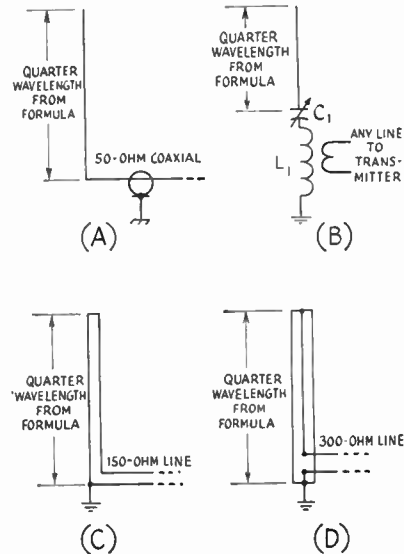 QUARTER
WAVELENGTH
FROM
FORMULA
50-OHM COAXIAL
(A)
QUARTER
WAVELENGTH
FROM
FORMULA
C1
L1
ANY LINE
TO
TRANS-
MITTER
(B)
QUARTER
WAVELENGTH
FROM
FORMULA
150-OHM LINE
(C)
QUARTER
WAVELENGTH
FROM
FORMULA
300-OHM LINE
(D)